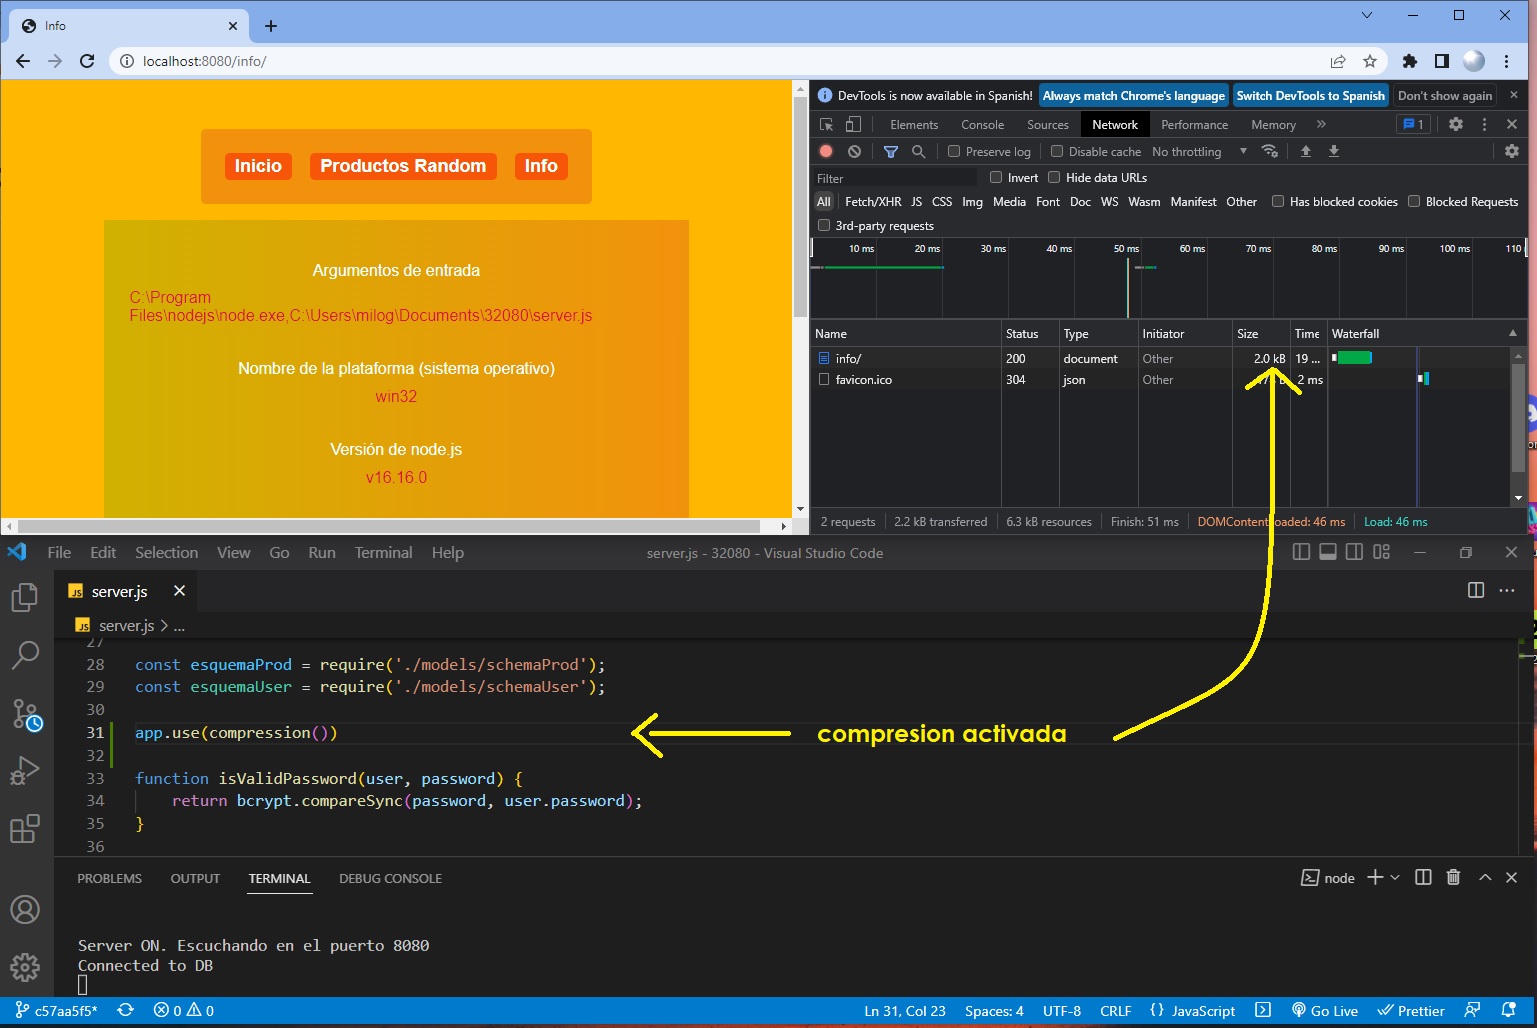 Info
localhost:8080/info/
Inicio
Productos Random
Info
Argumentos de entrada
C:\Program
Files\nodejs\node.exe,C:\Users\milog\Documents\32080\server.js
Nombre de la plataforma (sistema operativo)
win32
Versión de node.js
v16.16.0
DevTools is now available in Spanish! Always match Chrome's language Switch DevTools to Spanish Don't show again
Elements Console Sources Network Performance Memory » 1
Preserve log Disable cache No throttling
Filter Invert Hide data URLs
All Fetch/XHR JS CSS Img Media Font Doc WS Wasm Manifest Other Has blocked cookies Blocked Requests
3rd-party requests
10 ms 20 ms 30 ms 40 ms 50 ms 60 ms 70 ms 80 ms 90 ms 100 ms 110
Name Status Type Initiator Size Time Waterfall
info/ 200 document Other 2.0 kB 19 ...
favicon.ico 304 json Other 2 ms
2 requests 2.2 kB transferred 6.3 kB resources Finish: 51 ms DOMContentLoaded: 46 ms Load: 46 ms
File Edit Selection View Go Run Terminal Help server.js - 32080 - Visual Studio Code
JS server.js
JS server.js > ...
27
28 const esquemaProd = require('./models/schemaProd');
29 const esquemaUser = require('./models/schemaUser');
30
31 app.use(compression())
compresion activada
32
33 function isValidPassword(user, password) {
34 return bcrypt.compareSync(password, user.password);
35 }
36
PROBLEMS OUTPUT TERMINAL DEBUG CONSOLE node
Server ON. Escuchando en el puerto 8080
Connected to DB
c57aa5f5* 0 0 Ln 31, Col 23 Spaces: 4 UTF-8 CRLF {} JavaScript Go Live Prettier